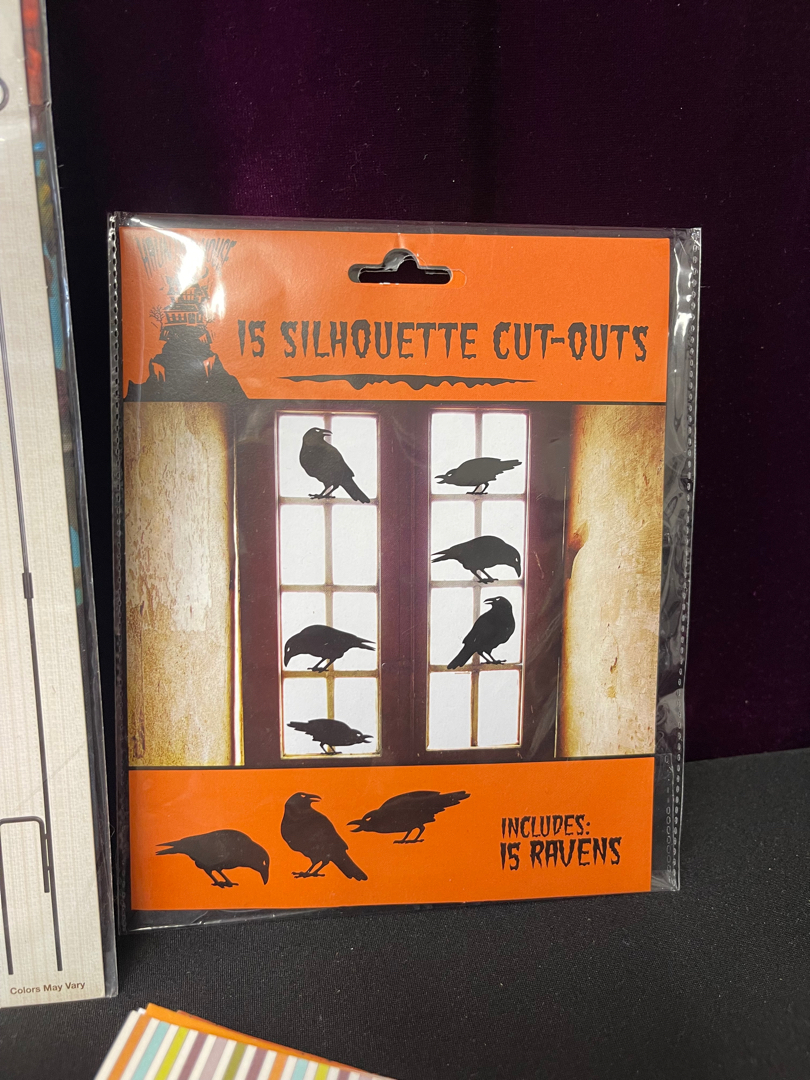 15 SILHOUETTE CUT-OUTS
INCLUDES:
15 RAVENS
Colors May Vary